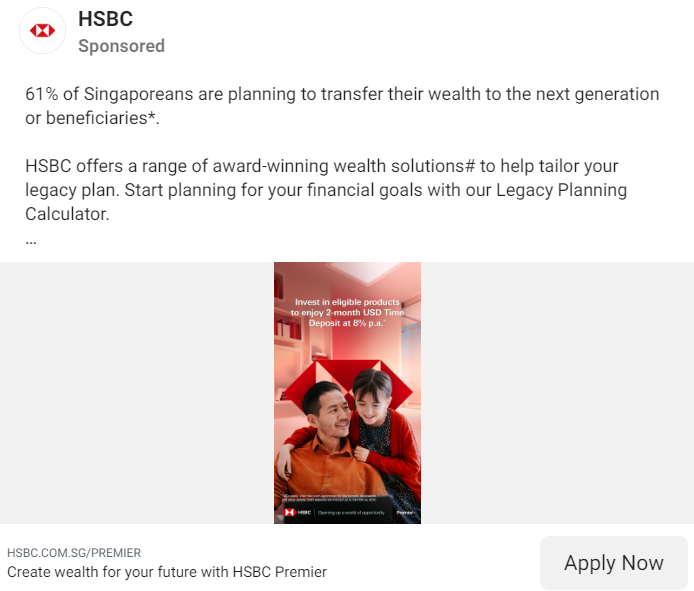 HSBC
Sponsored
61% of Singaporeans are planning to transfer their wealth to the next generation
or beneficiaries*.
HSBC offers a range of award-winning wealth solutions# to help tailor your
legacy plan. Start planning for your financial goals with our Legacy Planning
Calculator.
...
Invest in eligible products
to enjoy 2-month USD Time
Deposit at 8% p.a.^
HSBC | Opening up a world of opportunity Premier
HSBC.COM.SG/PREMIER
Create wealth for your future with HSBC Premier
Apply Now